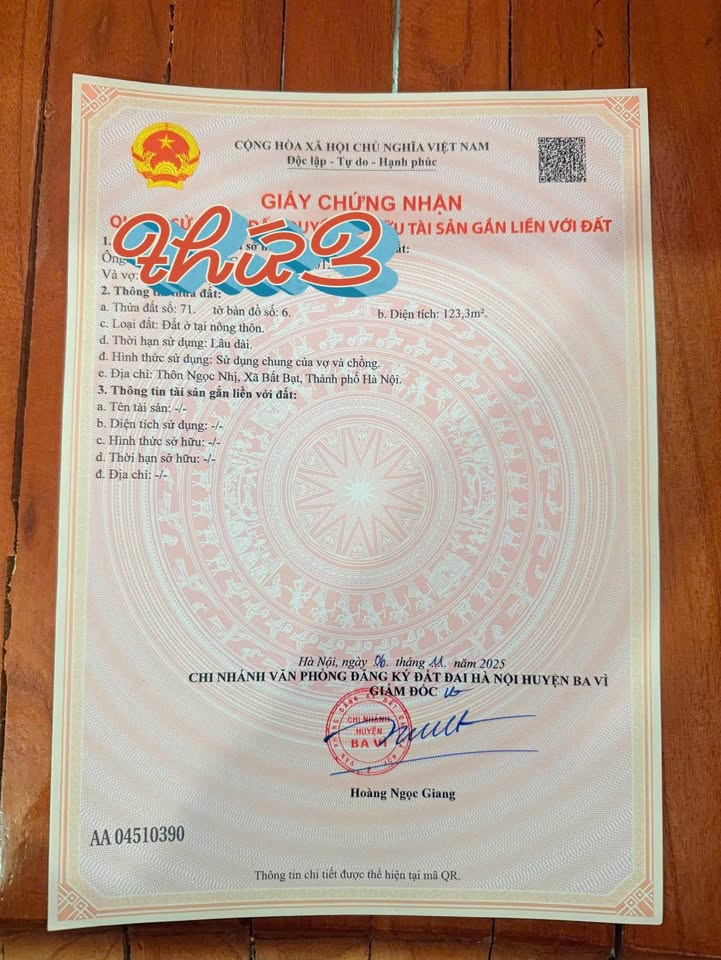 CỘNG HÒA XÃ HỘI CHỦ NGHĨA VIỆT NAM
Độc lập - Tự do - Hạnh phúc
GIẤY CHỨNG NHẬN
TÀI SẢN GẮN LIỀN VỚI ĐẤT
thứ 3
1.
Ông
Và vợ:
2. Thông tin thửa đất:
a. Thửa đất số: 71. tờ bản đồ số: 6. b. Diện tích: 123,3m².
c. Loại đất: Đất ở tại nông thôn.
d. Thời hạn sử dụng: Lâu dài.
đ. Hình thức sử dụng: Sử dụng chung của vợ và chồng.
e. Địa chỉ: Thôn Ngọc Nhị, Xã Bất Bạt, Thành phố Hà Nội.
3. Thông tin tài sản gắn liền với đất:
a. Tên tài sản: -/-
b. Diện tích sử dụng: -/-
c. Hình thức sở hữu: -/-
d. Thời hạn sở hữu: -/-
đ. Địa chỉ: -/-
Hà Nội, ngày 06 tháng 11. năm 2025
CHI NHÁNH VĂN PHÒNG ĐĂNG KÝ ĐẤT ĐAI HÀ NỘI HUYỆN BA VÌ
GIÁM ĐỐC
CHI NHÁNH
HUYỆN
BA VÌ
Hoàng Ngọc Giang
AA 04510390
Thông tin chi tiết được thể hiện tại mã QR.